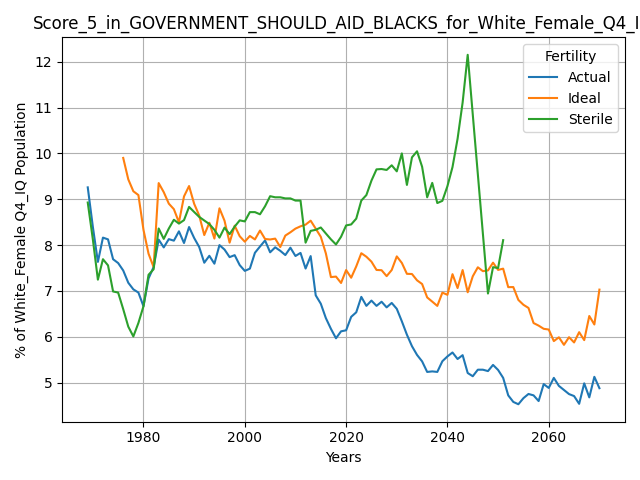 Score_5_in_GOVERNMENT_SHOULD_AID_BLACKS_for_White_Female_Q4_I
Fertility
Actual
Ideal
Sterile
% of White_Female Q4_IQ Population
12
11
10
9
8
7
6
5
1980
2000
2020
2040
2060
Years